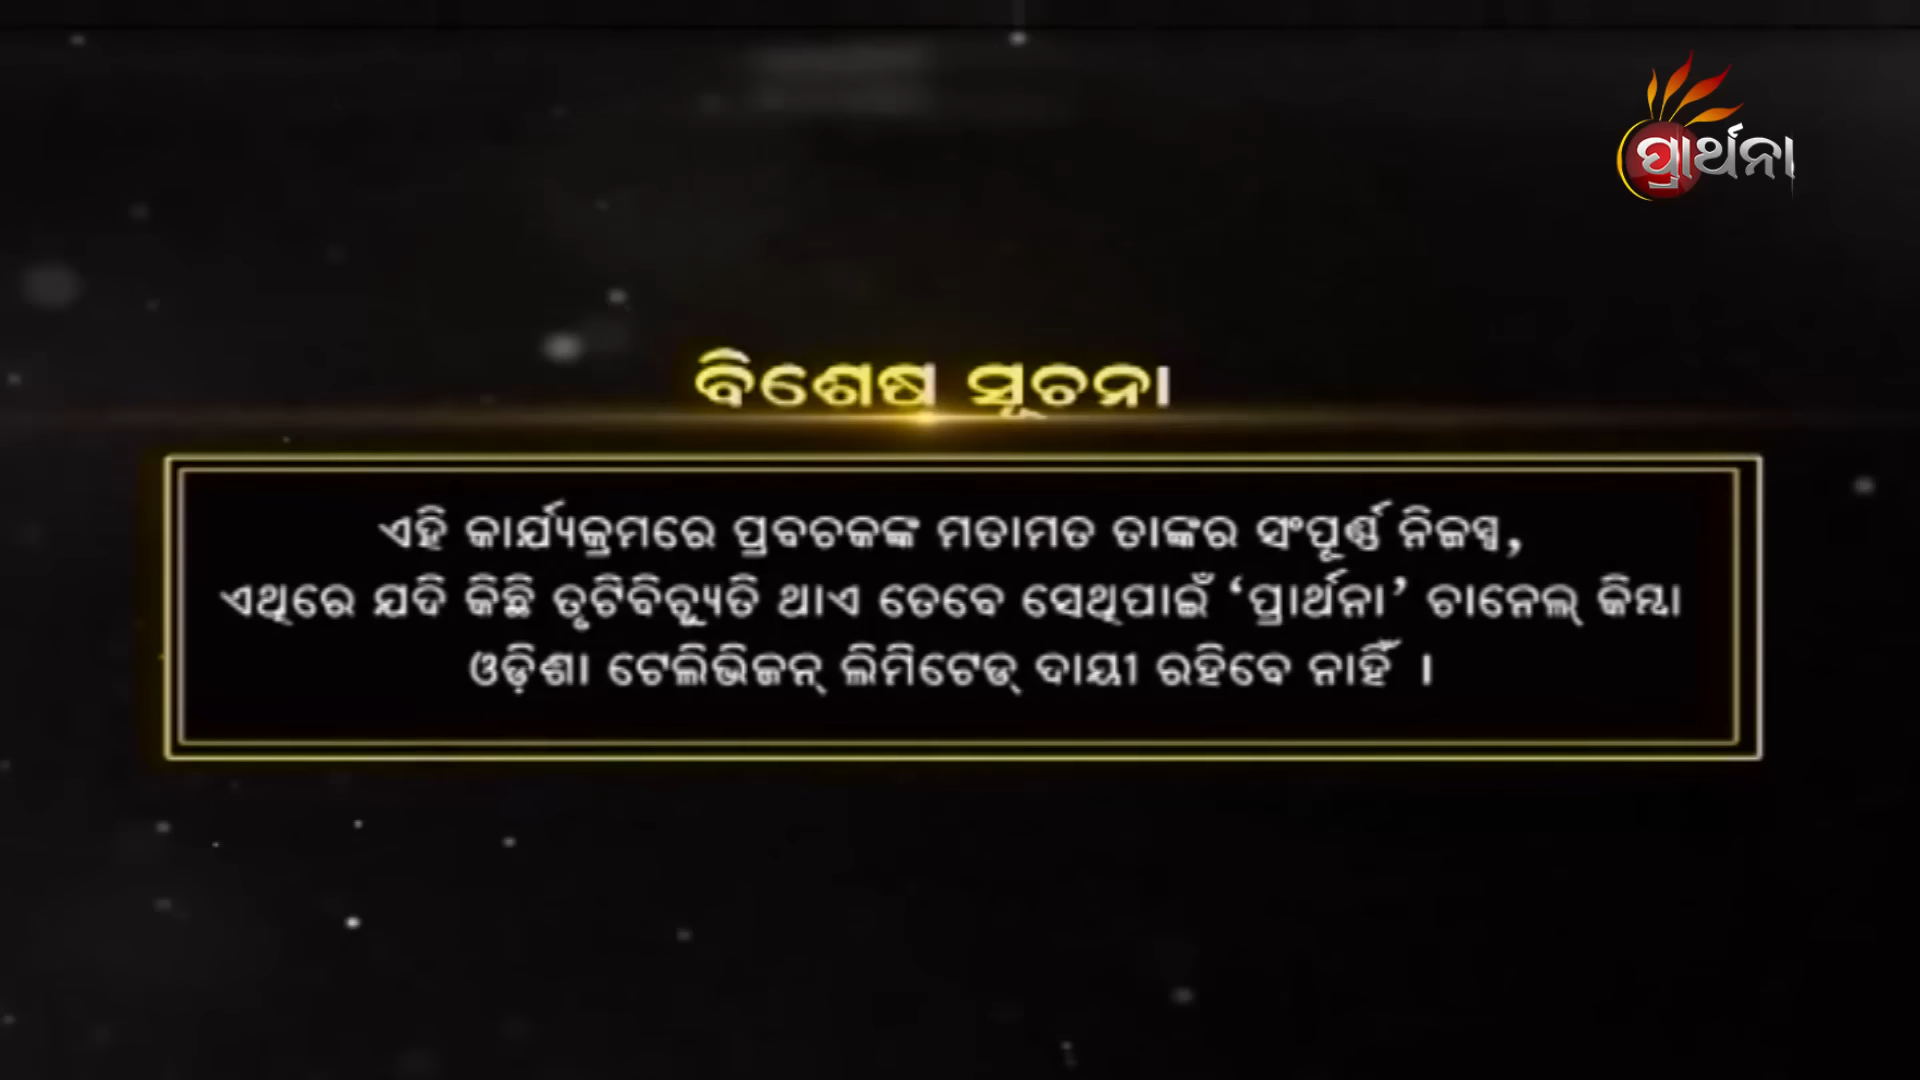 ପ୍ରାର୍ଥନା
ବିଶେଷ ସୂଚନା
ଏହି କାର୍ଯ୍ୟକ୍ରମରେ ପ୍ରବଚକଙ୍କ ମତାମତ ତାଙ୍କର ସଂପୂର୍ଣ୍ଣ ନିଜସ୍ୱ,
ଏଥିରେ ଯଦି କିଛି ତୃଟିବିଚ୍ୟୁତି ଥାଏ ତେବେ ସେଥିପାଇଁ ‘ପ୍ରାର୍ଥନା’ ଚାନେଲ୍ କିମ୍ବା
ଓଡ଼ିଶା ଟେଲିଭିଜନ୍ ଲିମିଟେଡ୍ ଦାୟୀ ରହିବେ ନାହିଁ ।